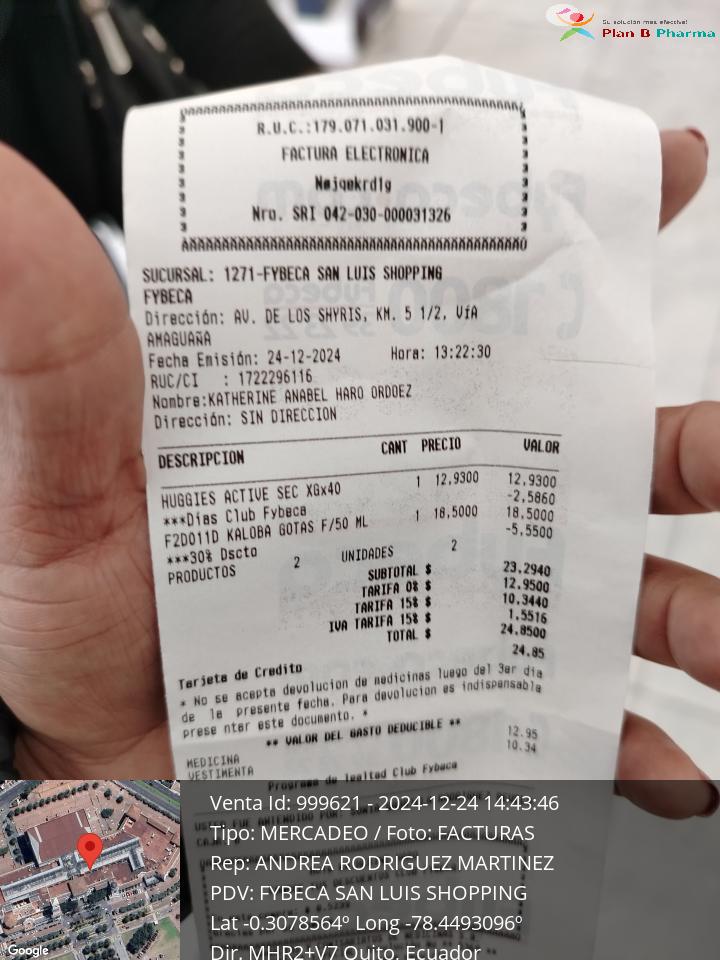 Su solución más efectiva!
Plan B Pharma
R.U.C.:179.071.031.900-1
FACTURA ELECTRONICA
Nro. SRI 042-030-000031326
SUCURSAL: 1271-FYBECA SAN LUIS SHOPPING
FYBECA
Dirección: AV. DE LOS SHYRIS, KM. 5 1/2, VíA
AMAGUAÑA
Fecha Emisión: 24-12-2024 Hora: 13:22:30
RUC/CI : 1722296116
Nombre:KATHERINE ANABEL HARO ORDOEZ
Dirección: SIN DIRECCION
DESCRIPCION CANT PRECIO VALOR
HUGGIES ACTIVE SEC XGx40 1 12,9300 12,9300
***Días Club Fybeca -2,5860
F2D011D KALOBA GOTAS F/50 ML 1 18,5000 18,5000
***30% Dscto -5,5500
PRODUCTOS 2 UNIDADES 2
SUBTOTAL $ 23.2940
TARIFA 0% $ 12.9500
TARIFA 15% $ 10.3440
IVA TARIFA 15% $ 1.5516
TOTAL $ 24.8500
24.85
Tarjeta de Credito
* No se acepta devolucion de medicinas luego del 3er dia
de la presente fecha. Para devolucion es indispensable
prese ntar este documento. *
** VALOR DEL GASTO DEDUCIBLE **
MEDICINA 12.95
VESTIMENTA 10.34
Programa de lealtad Club Fybeca
Venta Id: 999621 - 2024-12-24 14:43:46
Tipo: MERCADEO / Foto: FACTURAS
Rep: ANDREA RODRIGUEZ MARTINEZ
PDV: FYBECA SAN LUIS SHOPPING
Lat -0.3078564º Long -78.4493096º
Dir. MHR2+V7 Quito, Ecuador
Google